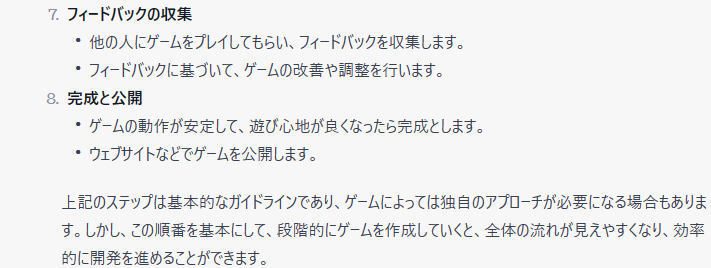 7. フィードバックの収集
• 他の人にゲームをプレイしてもらい、フィードバックを収集します。
• フィードバックに基づいて、ゲームの改善や調整を行います。
8. 完成と公開
• ゲームの動作が安定して、遊び心地が良くなったら完成とします。
• ウェブサイトなどでゲームを公開します。
上記のステップは基本的なガイドラインであり、ゲームによっては独自のアプローチが必要になる場合もありま
す。しかし、この順番を基本にして、段階的にゲームを作成していくと、全体の流れが見えやすくなり、効率
的に開発を進めることができます。